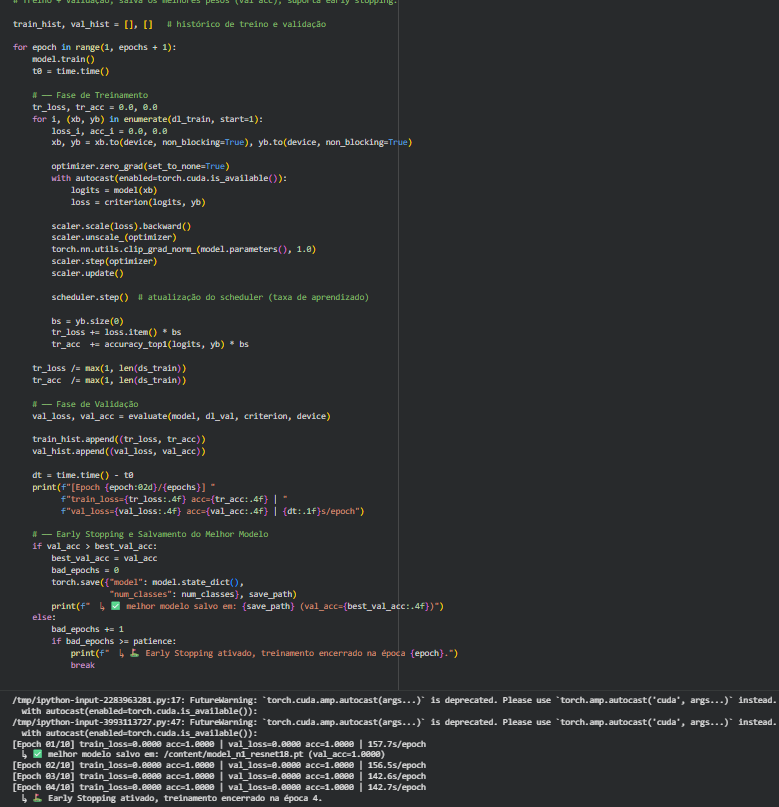 # Treino + validação, salva os melhores pesos (val acc), suporta early stopping.
train_hist, val_hist = [], []   # histórico de treino e validação
for epoch in range(1, epochs + 1):
    model.train()
    t0 = time.time()
    # —— Fase de Treinamento
    tr_loss, tr_acc = 0.0, 0.0
    for i, (xb, yb) in enumerate(dl_train, start=1):
        loss_i, acc_i = 0.0, 0.0
        xb, yb = xb.to(device, non_blocking=True), yb.to(device, non_blocking=True)
        optimizer.zero_grad(set_to_none=True)
        with autocast(enabled=torch.cuda.is_available()):
            logits = model(xb)
            loss = criterion(logits, yb)
        scaler.scale(loss).backward()
        scaler.unscale_(optimizer)
        torch.nn.utils.clip_grad_norm_(model.parameters(), 1.0)
        scaler.step(optimizer)
        scaler.update()
        scheduler.step()  # atualização do scheduler (taxa de aprendizado)
        bs = yb.size(0)
        tr_loss += loss.item() * bs
        tr_acc  += accuracy_top1(logits, yb) * bs
    tr_loss /= max(1, len(ds_train))
    tr_acc  /= max(1, len(ds_train))
    # —— Fase de Validação
    val_loss, val_acc = evaluate(model, dl_val, criterion, device)
    train_hist.append((tr_loss, tr_acc))
    val_hist.append((val_loss, val_acc))
    dt = time.time() - t0
    print(f"[Epoch {epoch:02d}/{epochs}] "
          f"train_loss={tr_loss:.4f} acc={tr_acc:.4f} | "
          f"val_loss={val_loss:.4f} acc={val_acc:.4f} | {dt:.1f}s/epoch")
    # —— Early Stopping e Salvamento do Melhor Modelo
    if val_acc > best_val_acc:
        best_val_acc = val_acc
        bad_epochs = 0
        torch.save({"model": model.state_dict(),
                    "num_classes": num_classes}, save_path)
        print(f"  ↳ ✅ melhor modelo salvo em: {save_path} (val_acc={best_val_acc:.4f})")
    else:
        bad_epochs += 1
        if bad_epochs >= patience:
            print(f"  ↳ ⛳ Early Stopping ativado, treinamento encerrado na época {epoch}.")
            break
/tmp/ipython-input-2283963281.py:17: FutureWarning: `torch.cuda.amp.autocast(args...)` is deprecated. Please use `torch.amp.autocast('cuda', args...)` instead.
  with autocast(enabled=torch.cuda.is_available()):
/tmp/ipython-input-3993113727.py:47: FutureWarning: `torch.cuda.amp.autocast(args...)` is deprecated. Please use `torch.amp.autocast('cuda', args...)` instead.
  with autocast(enabled=torch.cuda.is_available()):
[Epoch 01/10] train_loss=0.0000 acc=1.0000 | val_loss=0.0000 acc=1.0000 | 157.7s/epoch
  ↳ ✅ melhor modelo salvo em: /content/model_n1_resnet18.pt (val_acc=1.0000)
[Epoch 02/10] train_loss=0.0000 acc=1.0000 | val_loss=0.0000 acc=1.0000 | 156.5s/epoch
[Epoch 03/10] train_loss=0.0000 acc=1.0000 | val_loss=0.0000 acc=1.0000 | 142.6s/epoch
[Epoch 04/10] train_loss=0.0000 acc=1.0000 | val_loss=0.0000 acc=1.0000 | 142.7s/epoch
  ↳ ⛳ Early Stopping ativado, treinamento encerrado na época 4.